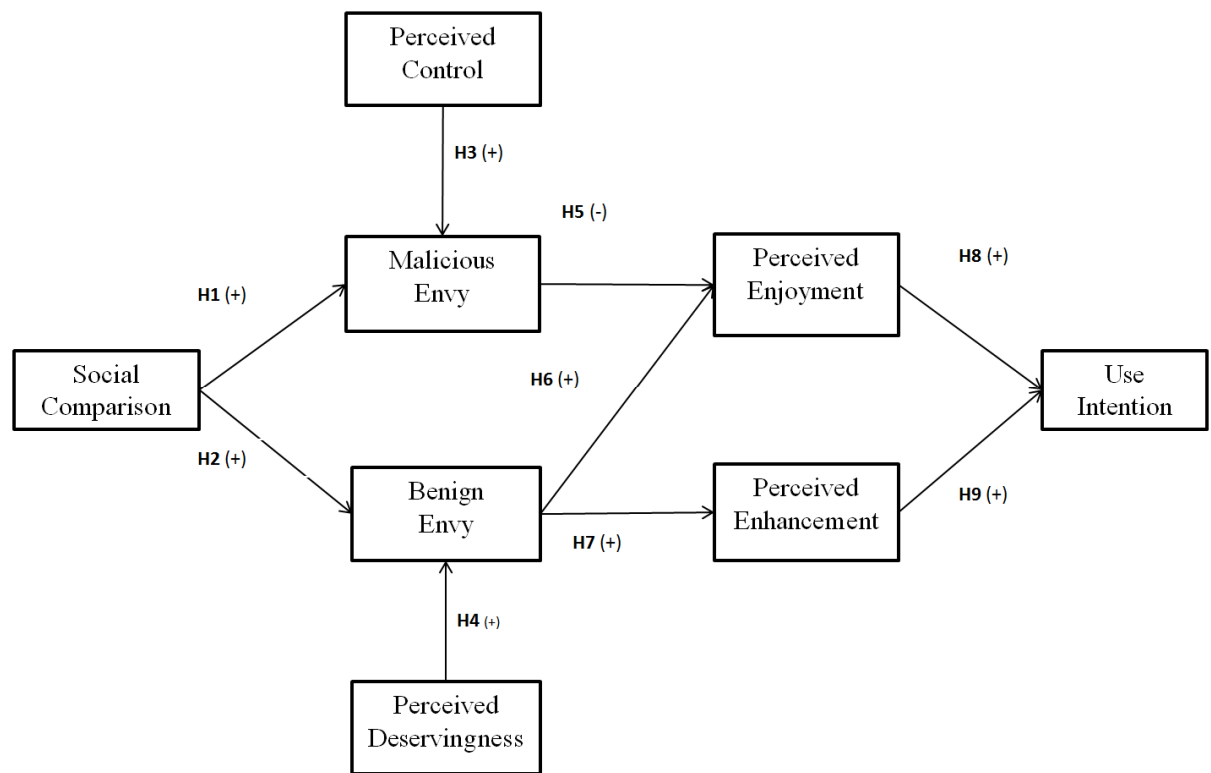 Perceived
Control
H3 (+)
H5 (-)
Malicious
Envy
Perceived
Enjoyment
H8 (+)
H1 (+)
Social
Comparison
H6 (+)
Use
Intention
H2 (+)
Benign
Envy
Perceived
Enhancement
H9 (+)
H7 (+)
H4 (+)
Perceived
Deservingness